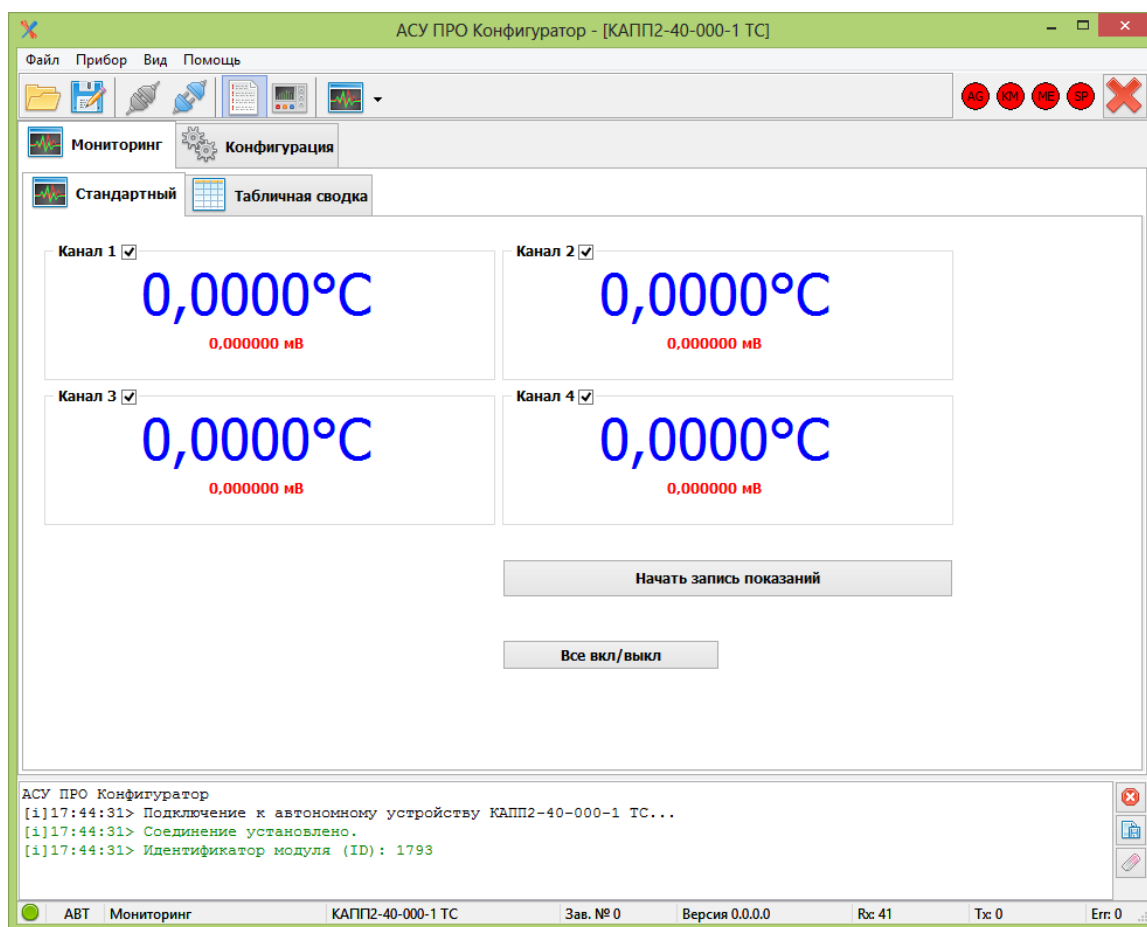 АСУ ПРО Конфигуратор - [КАПП2-40-000-1 ТС]
Файл Прибор Вид Помощь
AG KM ME SP
Мониторинг Конфигурация
Стандартный Табличная сводка
Канал 1
0,0000°C
0,000000 мВ
Канал 2
0,0000°C
0,000000 мВ
Канал 3
0,0000°C
0,000000 мВ
Канал 4
0,0000°C
0,000000 мВ
Начать запись показаний
Все вкл/выкл
АСУ ПРО Конфигуратор
[i]17:44:31> Подключение к автономному устройству КАПП2-40-000-1 ТС...
[i]17:44:31> Соединение установлено.
[i]17:44:31> Идентификатор модуля (ID): 1793
АВТ Мониторинг КАПП2-40-000-1 ТС Зав. № 0 Версия 0.0.0.0 Rx: 41 Tx: 0 Err: 0